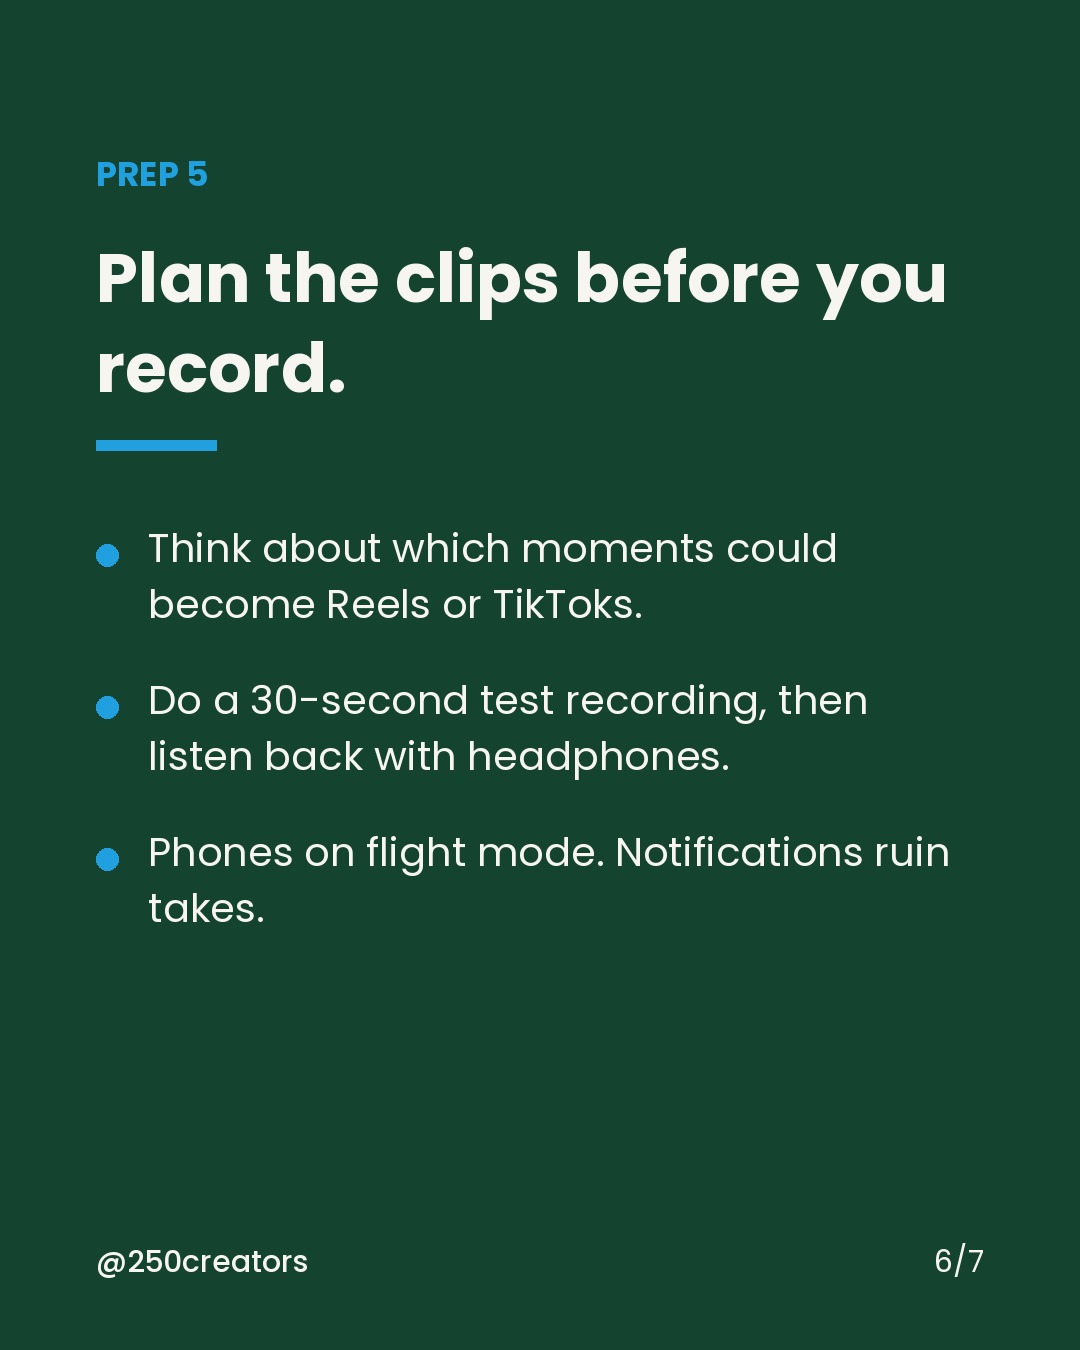 PREP 5
Plan the clips before you
record.
Think about which moments could
become Reels or TikToks.
Do a 30-second test recording, then
listen back with headphones.
Phones on flight mode. Notifications ruin
takes.
@250creators
6/7